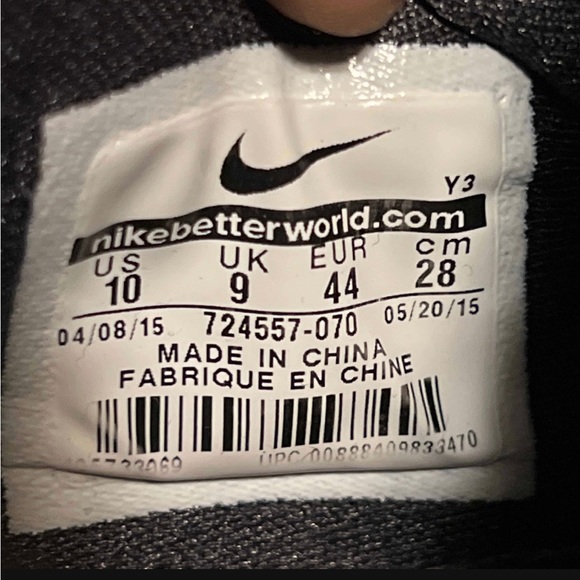 Y3
nikebetterworld.com
US UK EUR cm
10 9 44 28
04/08/15 724557-070 05/20/15
MADE IN CHINA
FABRIQUE EN CHINE
UPC 00888409833470